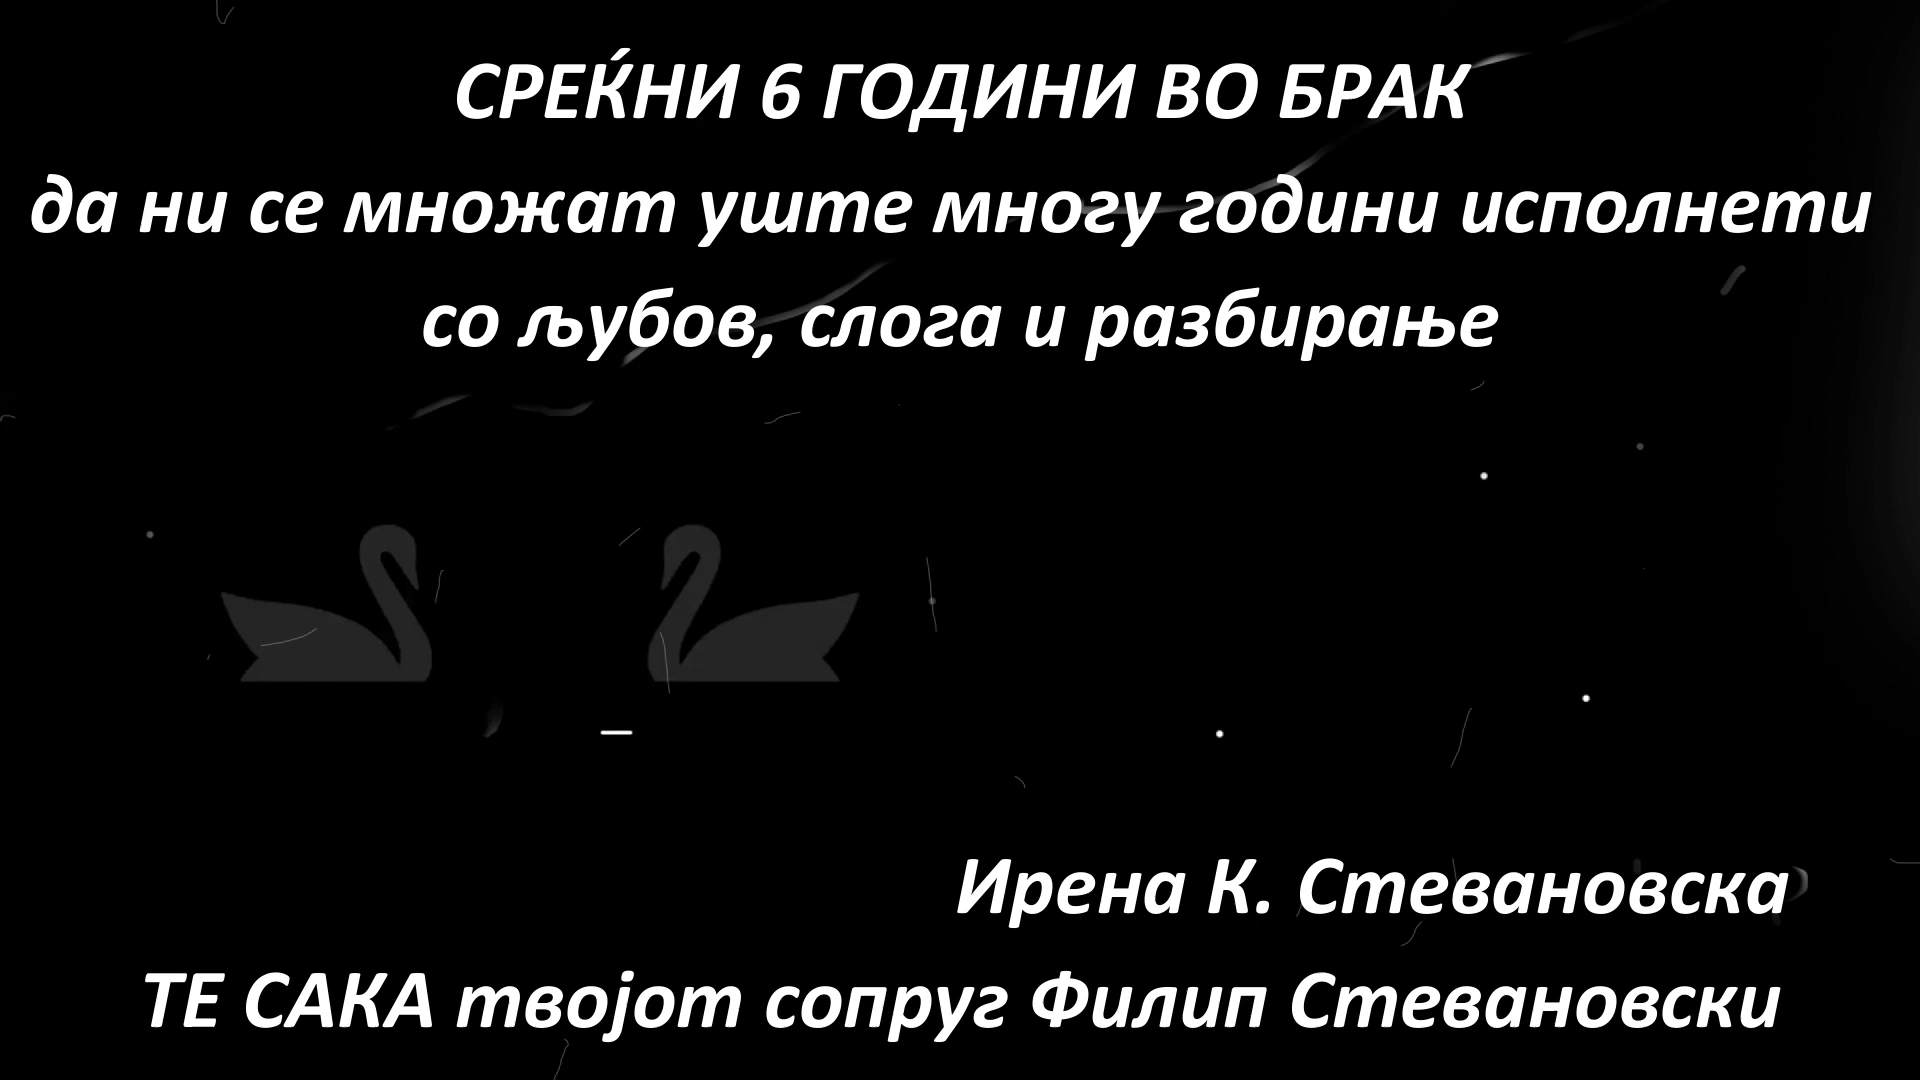 СРЕЌНИ 6 ГОДИНИ ВО БРАК
да ни се множат уште многу години исполнети
со љубов, слога и разбирање
Ирена К. Стевановска
ТЕ САКА твојот сопруг Филип Стевановски